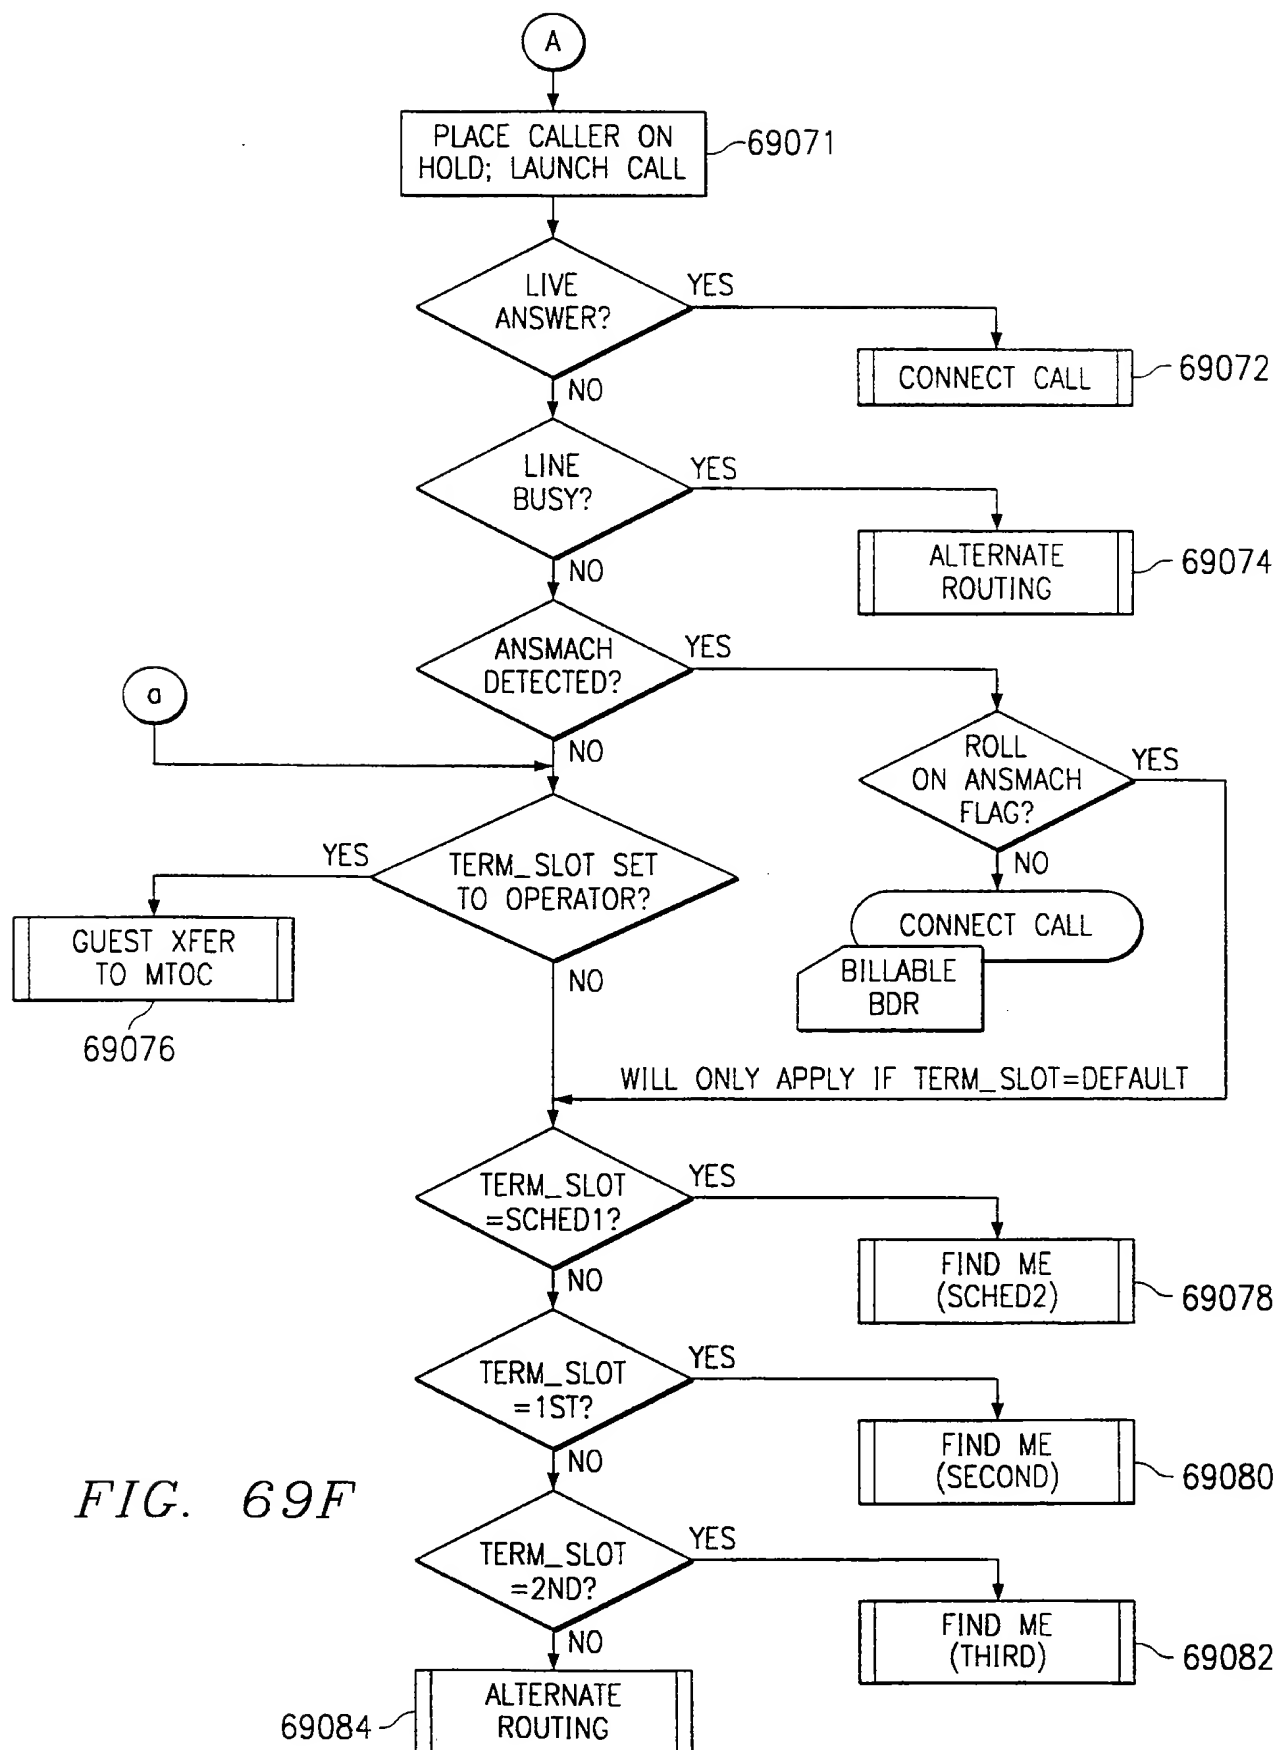 A
PLACE CALLER ON
HOLD; LAUNCH CALL
69071
LIVE
ANSWER?
YES
NO
CONNECT CALL
69072
LINE
BUSY?
YES
NO
ALTERNATE
ROUTING
69074
ANSMACH
DETECTED?
YES
NO
a
ROLL
ON ANSMACH
FLAG?
YES
NO
CONNECT CALL
BILLABLE
BDR
TERM_SLOT SET
TO OPERATOR?
YES
NO
GUEST XFER
TO MTOC
69076
WILL ONLY APPLY IF TERM_SLOT=DEFAULT
TERM_SLOT
=SCHED1?
YES
NO
FIND ME
(SCHED2)
69078
TERM_SLOT
=1ST?
YES
NO
FIND ME
(SECOND)
69080
FIG. 69F
TERM_SLOT
=2ND?
YES
NO
FIND ME
(THIRD)
69082
ALTERNATE
ROUTING
69084